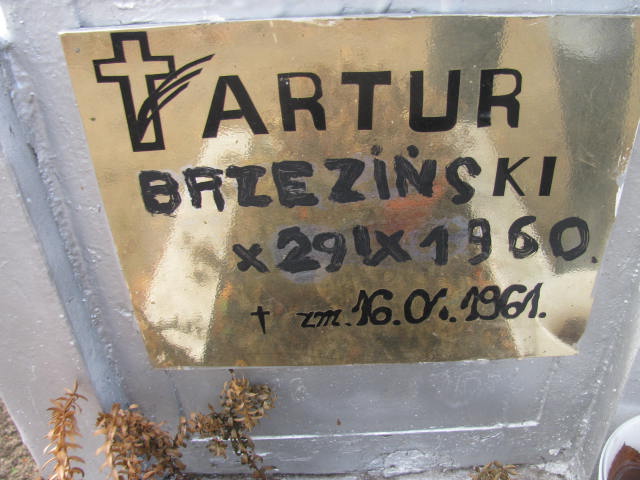 ARTUR
BRZEZIŃSKI
x 29 IX 1960.
† zm. 16.01.1961.